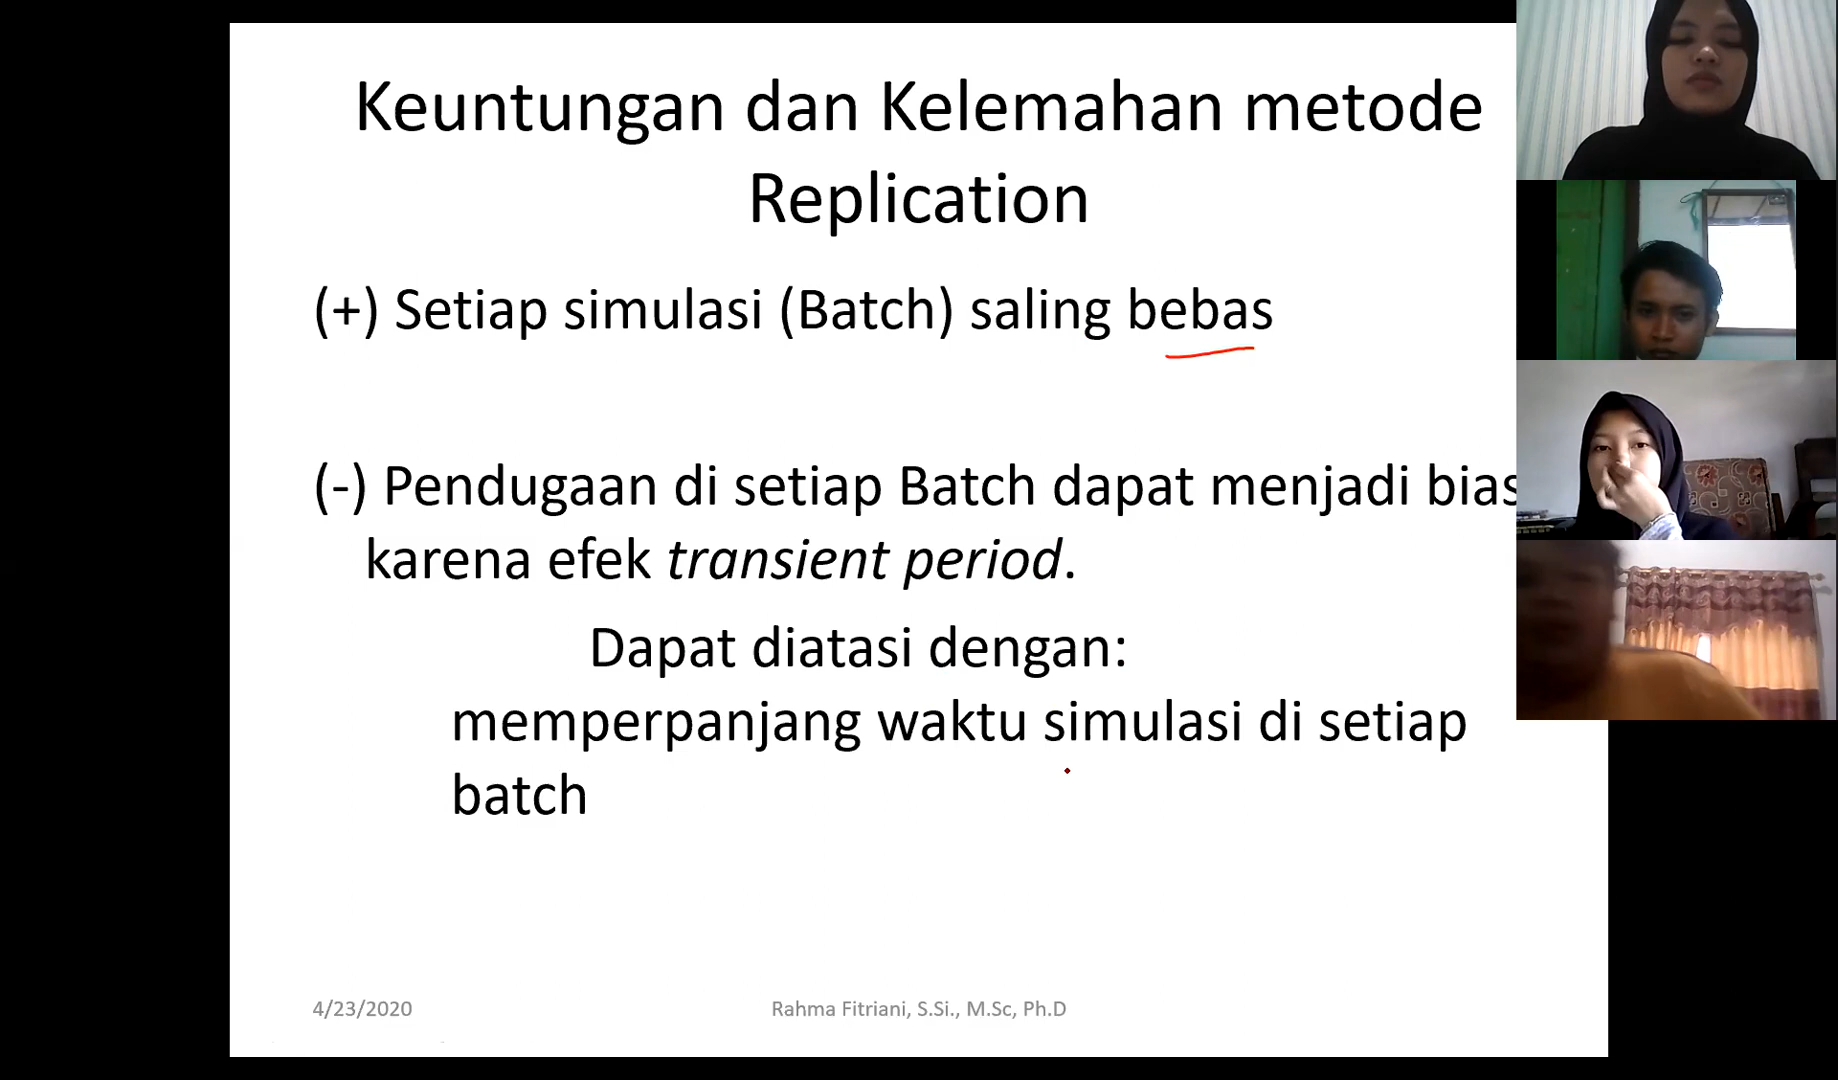 Keuntungan dan Kelemahan metode
Replication
(+) Setiap simulasi (Batch) saling bebas
(-) Pendugaan di setiap Batch dapat menjadi bias
karena efek transient period.
Dapat diatasi dengan:
memperpanjang waktu simulasi di setiap
batch
4/23/2020
Rahma Fitriani, S.Si., M.Sc, Ph.D